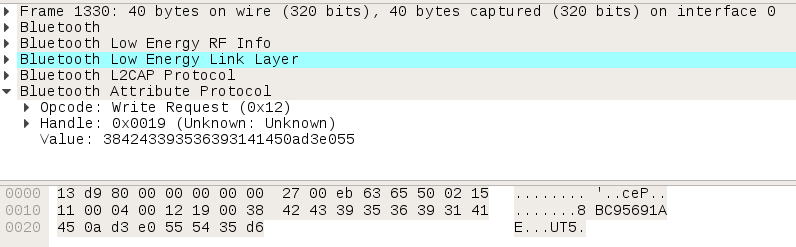 Frame 1330: 40 bytes on wire (320 bits), 40 bytes captured (320 bits) on interface 0
Bluetooth
Bluetooth Low Energy RF Info
Bluetooth Low Energy Link Layer
Bluetooth L2CAP Protocol
Bluetooth Attribute Protocol
Opcode: Write Request (0x12)
Handle: 0x0019 (Unknown: Unknown)
Value: 384243393536393141450ad3e055
0000 13 d9 80 00 00 00 00 00 27 00 eb 63 65 50 02 15 ........ '..ceP..
0010 11 00 04 00 12 19 00 38 42 43 39 35 36 39 31 41 .......8 BC95691A
0020 45 0a d3 e0 55 54 35 d6 E...UT5.